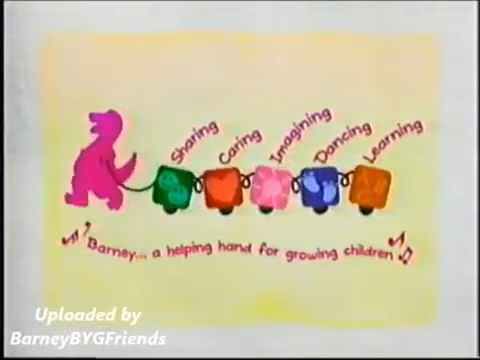 Sharing
Caring
Imagining
Dancing
Learning
Barney... a helping hand for growing children
Uploaded by
BarneyBYGFriends